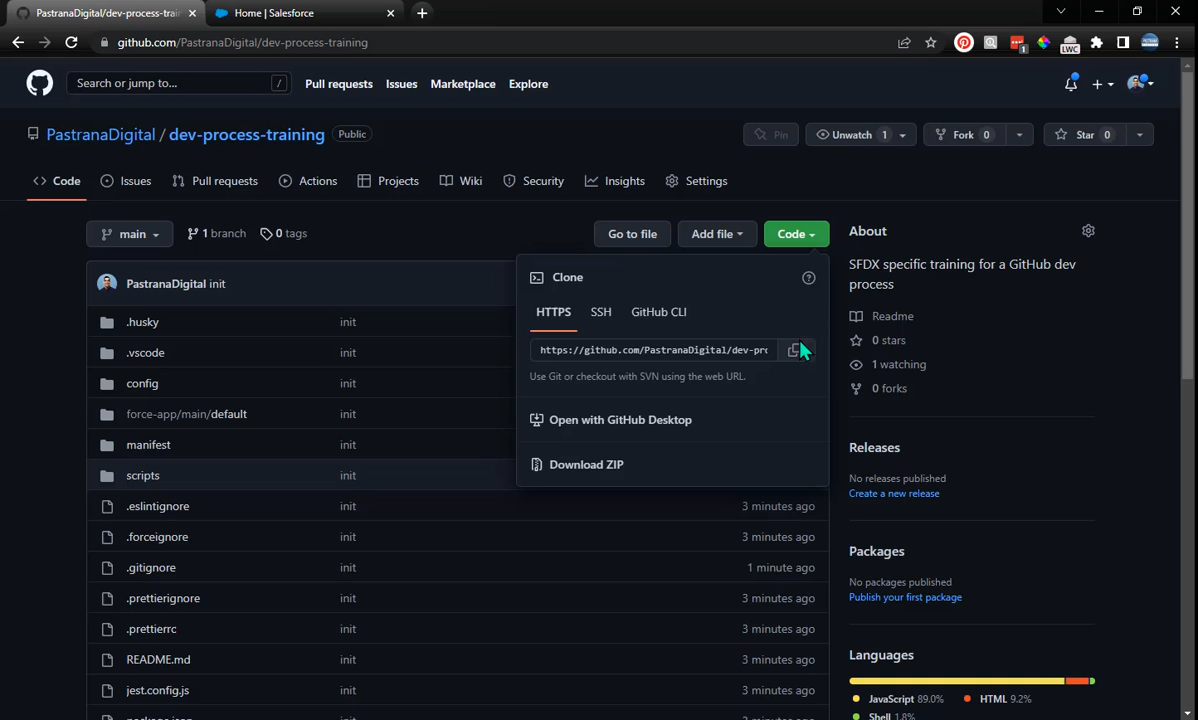 PastranaDigital/dev-process-trair
Home | Salesforce
github.com/PastranaDigital/dev-process-training
1
LWC
Search or jump to...
/
Pull requests
Issues
Marketplace
Explore
PastranaDigital / dev-process-training
Public
Pin
Unwatch 1
Fork 0
Star 0
Code
Issues
Pull requests
Actions
Projects
Wiki
Security
Insights
Settings
main
1 branch
0 tags
Go to file
Add file
Code
About
SFDX specific training for a GitHub dev
process
Readme
0 stars
1 watching
0 forks
Releases
No releases published
Create a new release
Packages
No packages published
Publish your first package
Languages
JavaScript 89.0%
HTML 9.2%
Shell 1.8%
Clone
HTTPS
SSH
GitHub CLI
https://github.com/PastranaDigital/dev-prc
Use Git or checkout with SVN using the web URL.
Open with GitHub Desktop
Download ZIP
PastranaDigital init
.husky init
.vscode init
config init
force-app/main/default init
manifest init
scripts init
.eslintignore init 3 minutes ago
.forceignore init 3 minutes ago
.gitignore init 1 minute ago
.prettierignore init 3 minutes ago
.prettierrc init 3 minutes ago
README.md init 3 minutes ago
jest.config.js init 3 minutes ago